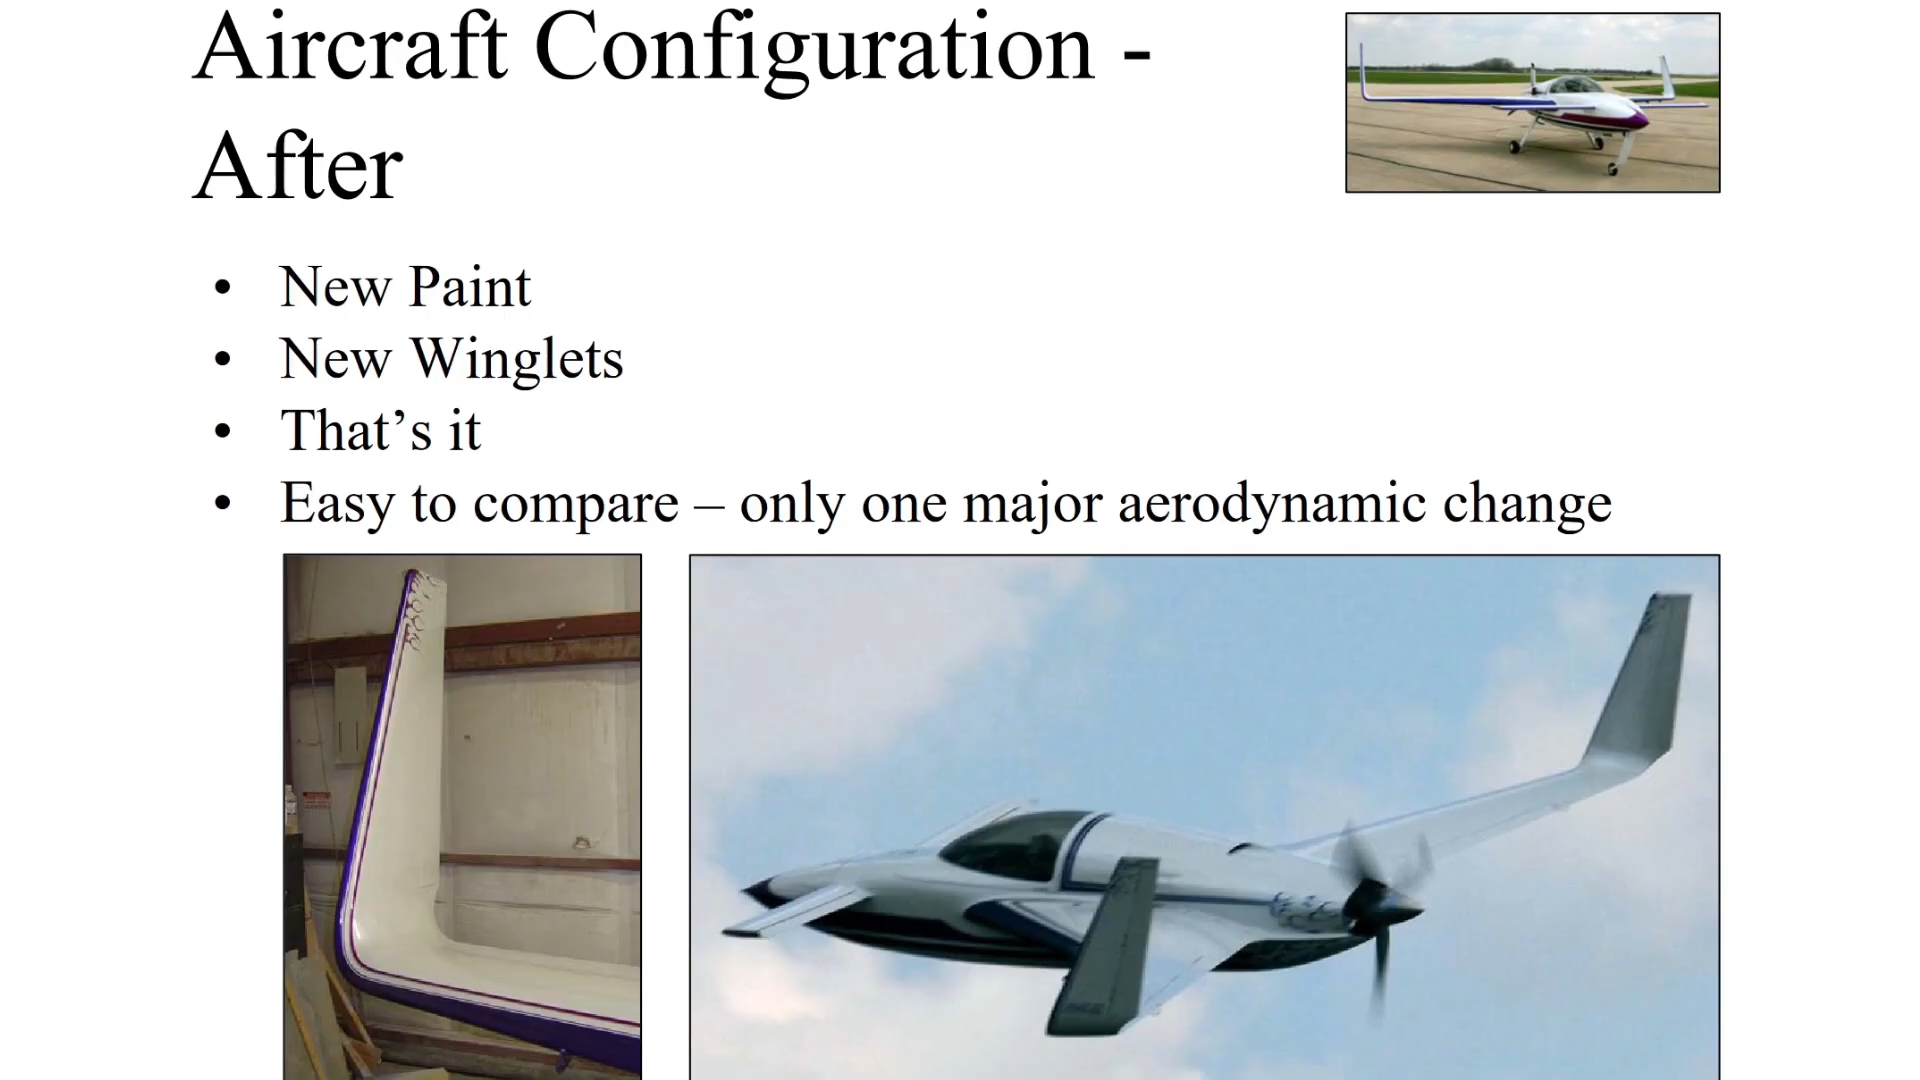 Aircraft Configuration -
After
• New Paint
• New Winglets
• That’s it
• Easy to compare – only one major aerodynamic change